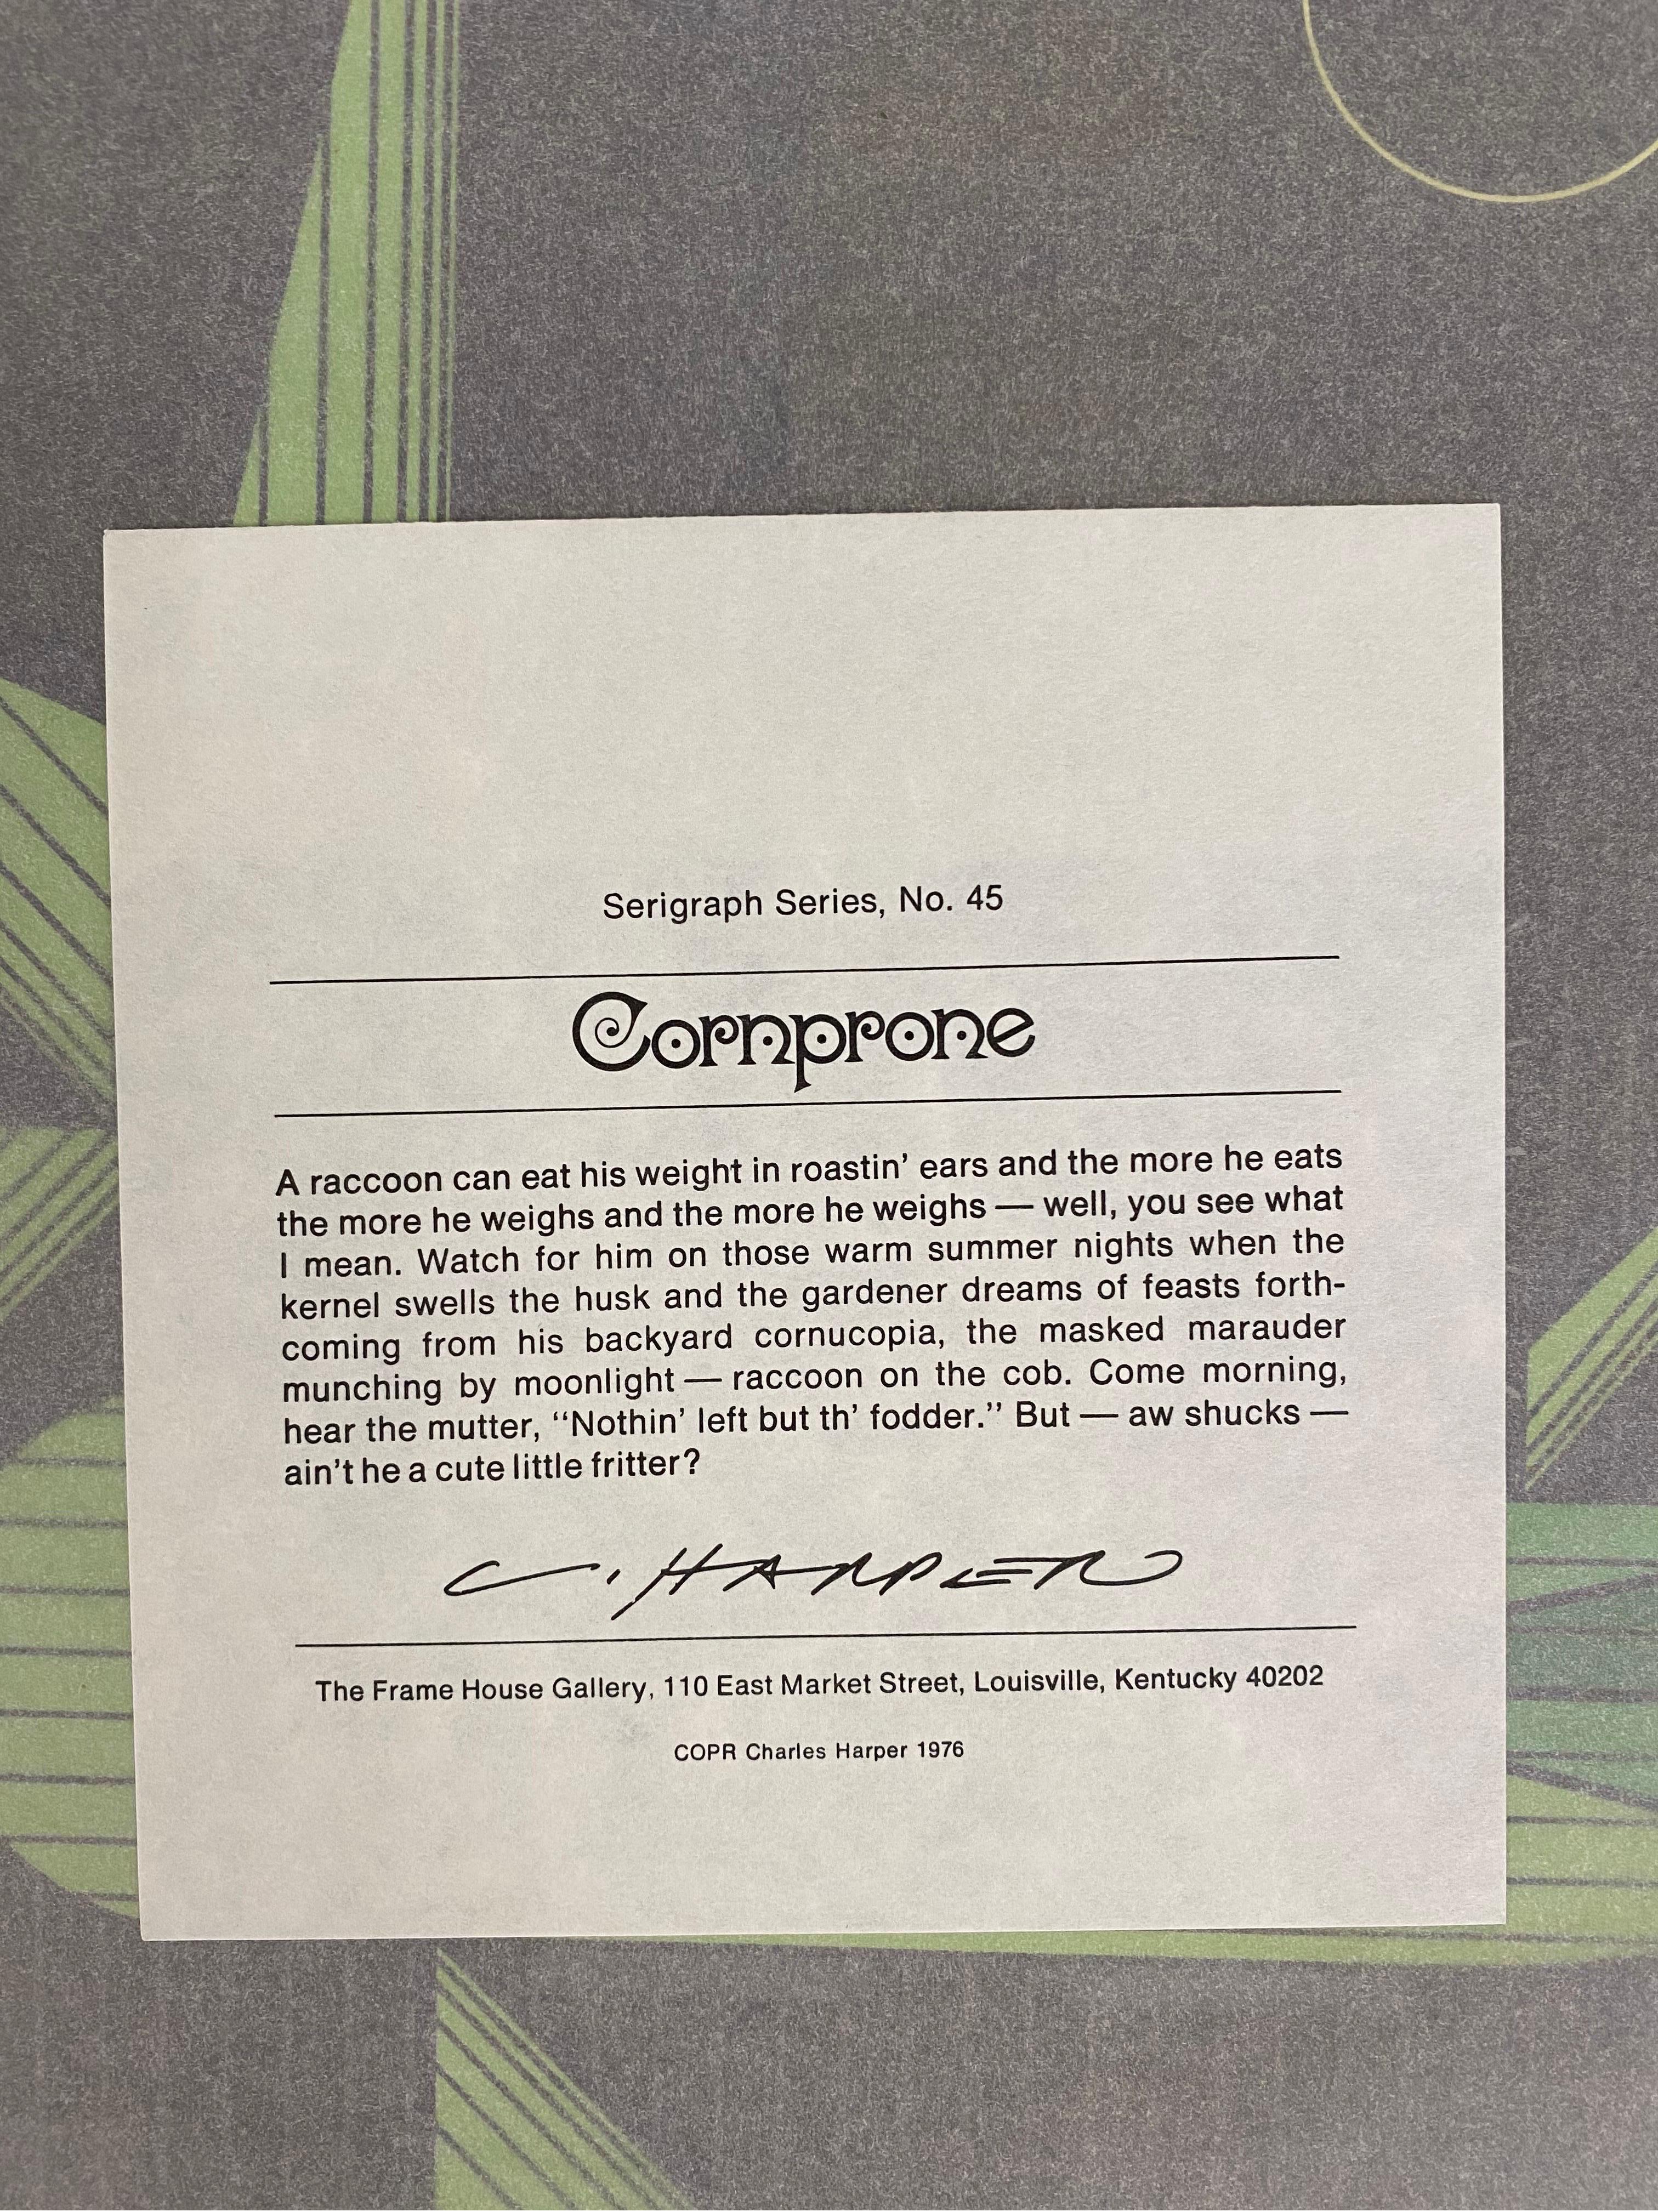 Serigraph Series, No. 45
Cornprone
A raccoon can eat his weight in roastin’ ears and the more he eats
the more he weighs and the more he weighs — well, you see what
I mean. Watch for him on those warm summer nights when the
kernel swells the husk and the gardener dreams of feasts forth-
coming from his backyard cornucopia, the masked marauder
munching by moonlight — raccoon on the cob. Come morning,
hear the mutter, “Nothin’ left but th’ fodder.” But — aw shucks —
ain't he a cute little fritter?
C. HARPER
The Frame House Gallery, 110 East Market Street, Louisville, Kentucky 40202
COPR Charles Harper 1976